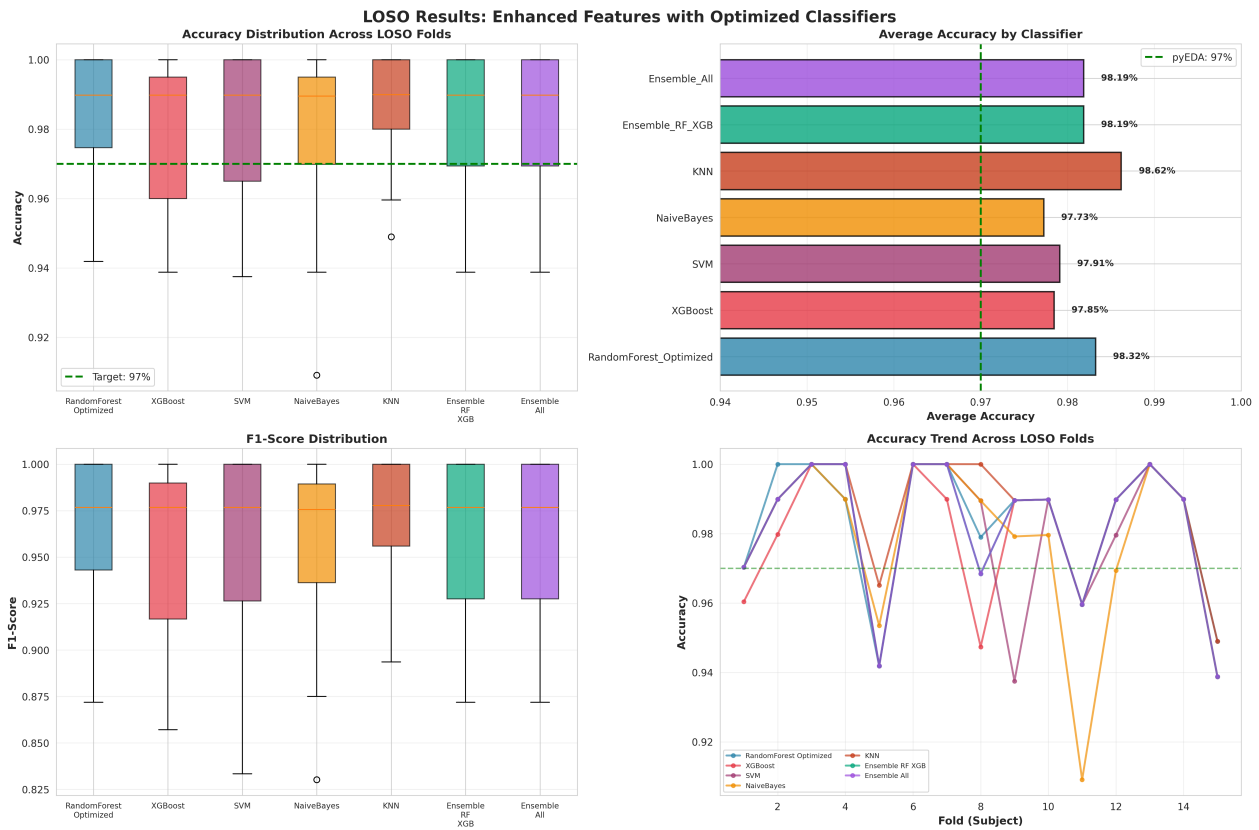 LOSO Results: Enhanced Features with Optimized Classifiers
Accuracy Distribution Across LOSO Folds
Accuracy
1.00
0.98
0.96
0.94
0.92
Target: 97%
RandomForest
Optimized
XGBoost
SVM
NaiveBayes
KNN
Ensemble
RF
XGB
Ensemble
All
Average Accuracy by Classifier
pyEDA: 97%
Ensemble_All
98.19%
Ensemble_RF_XGB
98.19%
KNN
98.62%
NaiveBayes
97.73%
SVM
97.91%
XGBoost
97.85%
RandomForest_Optimized
98.32%
0.94
0.95
0.96
0.97
0.98
0.99
1.00
Average Accuracy
F1-Score Distribution
F1-Score
1.000
0.975
0.950
0.925
0.900
0.875
0.850
0.825
RandomForest
Optimized
XGBoost
SVM
NaiveBayes
KNN
Ensemble
RF
XGB
Ensemble
All
Accuracy Trend Across LOSO Folds
Accuracy
1.00
0.98
0.96
0.94
0.92
RandomForest Optimized
XGBoost
SVM
NaiveBayes
KNN
Ensemble RF XGB
Ensemble All
2
4
6
8
10
12
14
Fold (Subject)